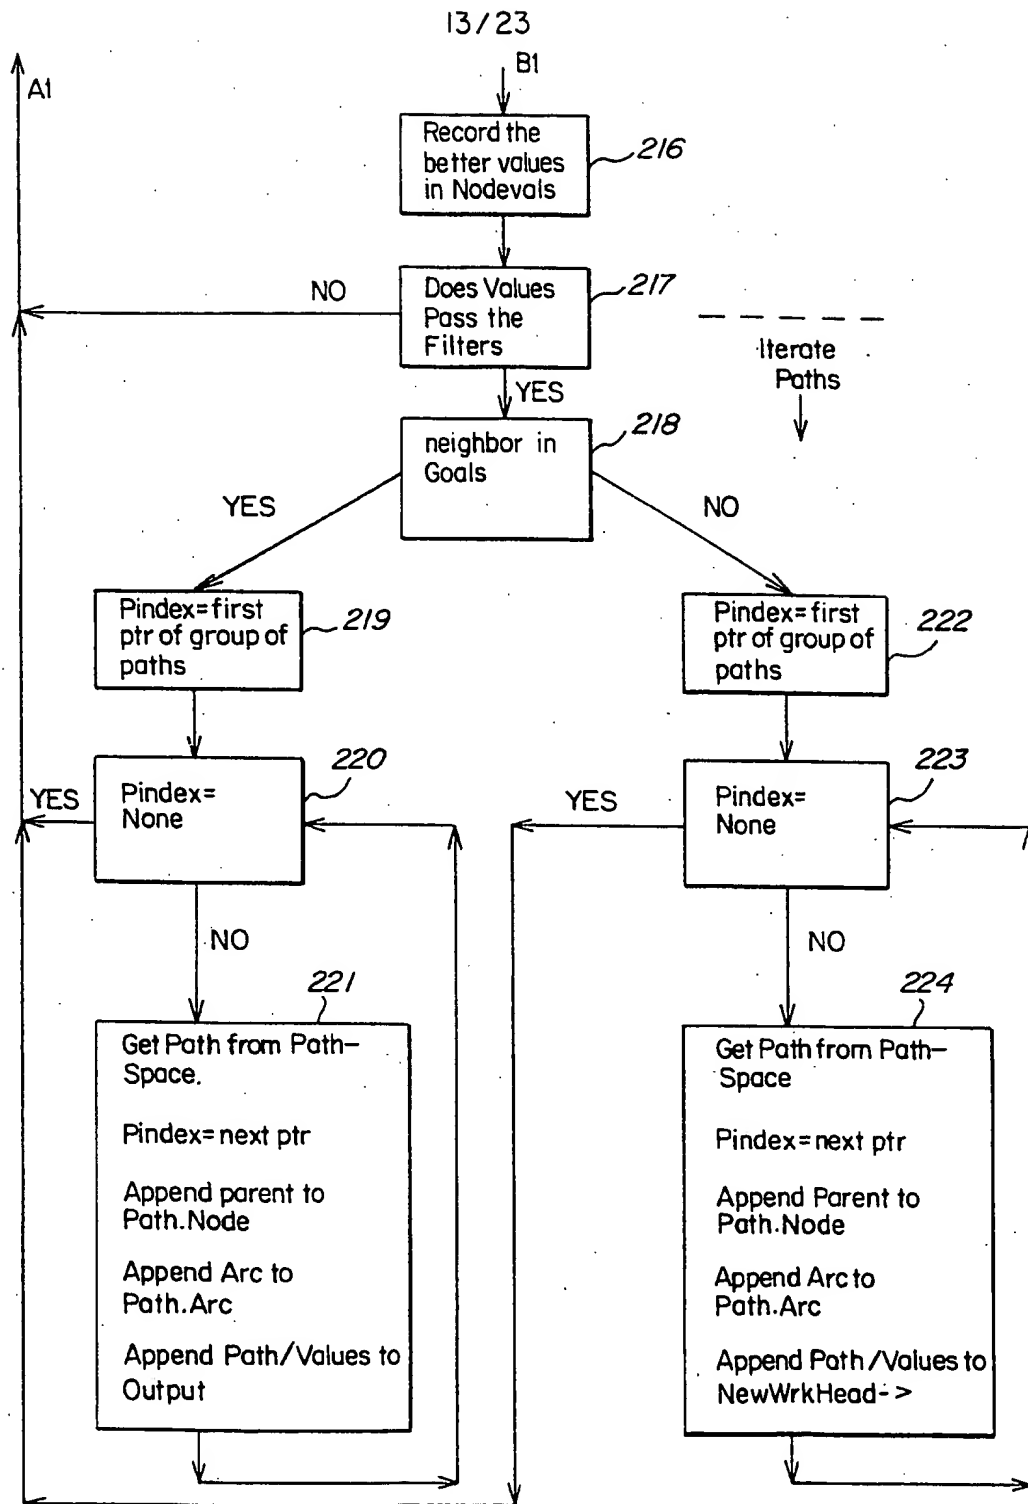 13/23
A1
B1
Record the
better values
in Nodevals
216
NO
Does Values
Pass the
Filters
217
Iterate
Paths
YES
neighbor in
Goals
218
YES
NO
Pindex=first
ptr of group of
paths
219
Pindex=first
ptr of group of
paths
222
YES
Pindex=
None
220
YES
Pindex=
None
223
NO
NO
221
Get Path from Path-
Space.
Pindex=next ptr
Append parent to
Path.Node
Append Arc to
Path.Arc
Append Path/Values to
Output
224
Get Path from Path-
Space
Pindex=next ptr
Append Parent to
Path.Node
Append Arc to
Path.Arc
Append Path/Values to
NewWrkHead->